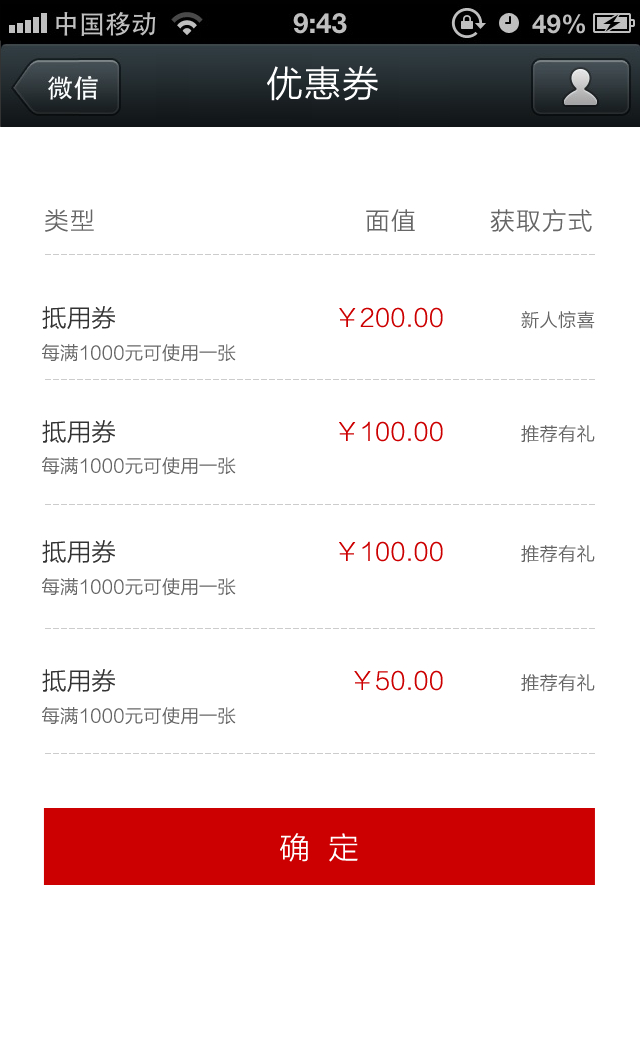 中国移动 9:43 49%
微信 优惠券
类型 面值 获取方式
抵用券 ￥200.00 新人惊喜
每满1000元可使用一张
抵用券 ￥100.00 推荐有礼
每满1000元可使用一张
抵用券 ￥100.00 推荐有礼
每满1000元可使用一张
抵用券 ￥50.00 推荐有礼
每满1000元可使用一张
确 定